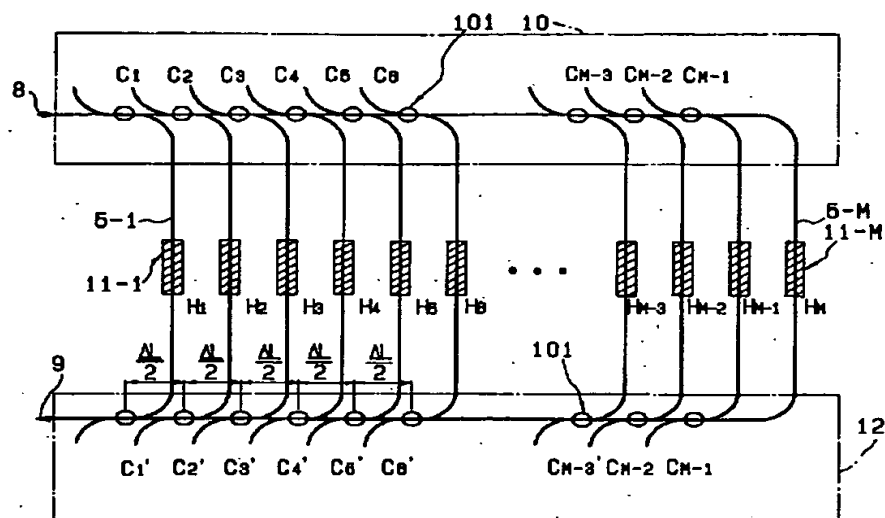 101 10
C1 C2 C3 C4 C5 C6 CM-3 CM-2 CM-1
8
5-1 5-M
11-M
11-1
H1 H2 H3 H4 H5 H6 HM-3 HM-2 HM-1 HM
ΔL/2 ΔL/2 ΔL/2 ΔL/2 ΔL/2
9 101
12
C1' C2' C3' C4' C5' C6' CM-3' CM-2 CM-1